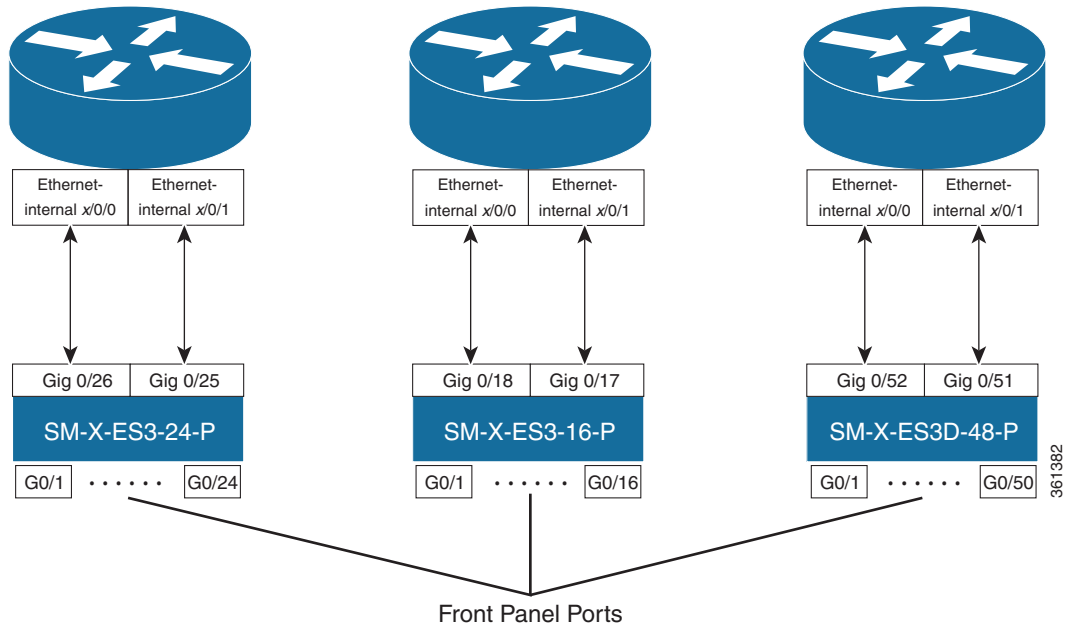 Ethernet-
internal x/0/0
Ethernet-
internal x/0/1
Ethernet-
internal x/0/0
Ethernet-
internal x/0/1
Ethernet-
internal x/0/0
Ethernet-
internal x/0/1
Gig 0/26
Gig 0/25
Gig 0/18
Gig 0/17
Gig 0/52
Gig 0/51
SM-X-ES3-24-P
SM-X-ES3-16-P
SM-X-ES3D-48-P
G0/1 ...... G0/24
G0/1 ...... G0/16
G0/1 ...... G0/50
361382
Front Panel Ports